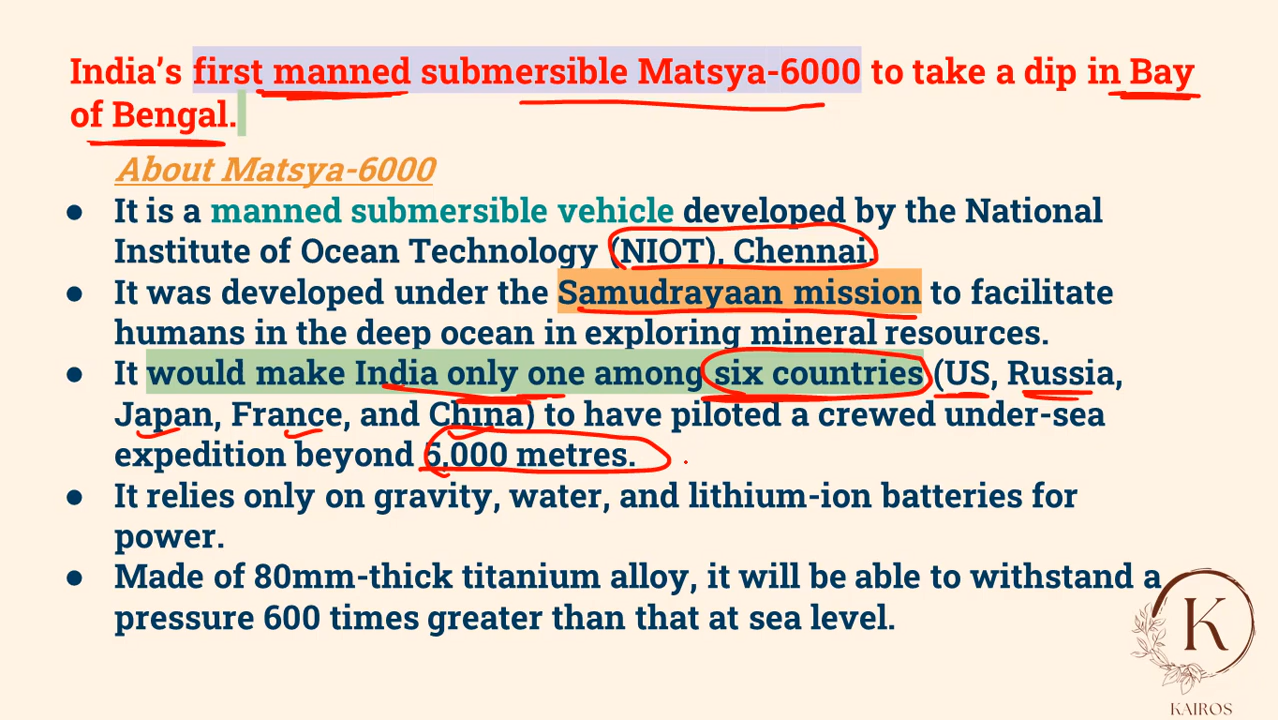 India’s first manned submersible Matsya-6000 to take a dip in Bay
of Bengal.
About Matsya-6000
● It is a manned submersible vehicle developed by the National
Institute of Ocean Technology (NIOT), Chennai.
● It was developed under the Samudrayaan mission to facilitate
humans in the deep ocean in exploring mineral resources.
● It would make India only one among six countries (US, Russia,
Japan, France, and China) to have piloted a crewed under-sea
expedition beyond 5,000 metres.
● It relies only on gravity, water, and lithium-ion batteries for
power.
● Made of 80mm-thick titanium alloy, it will be able to withstand a
pressure 600 times greater than that at sea level.
K
KAIROS